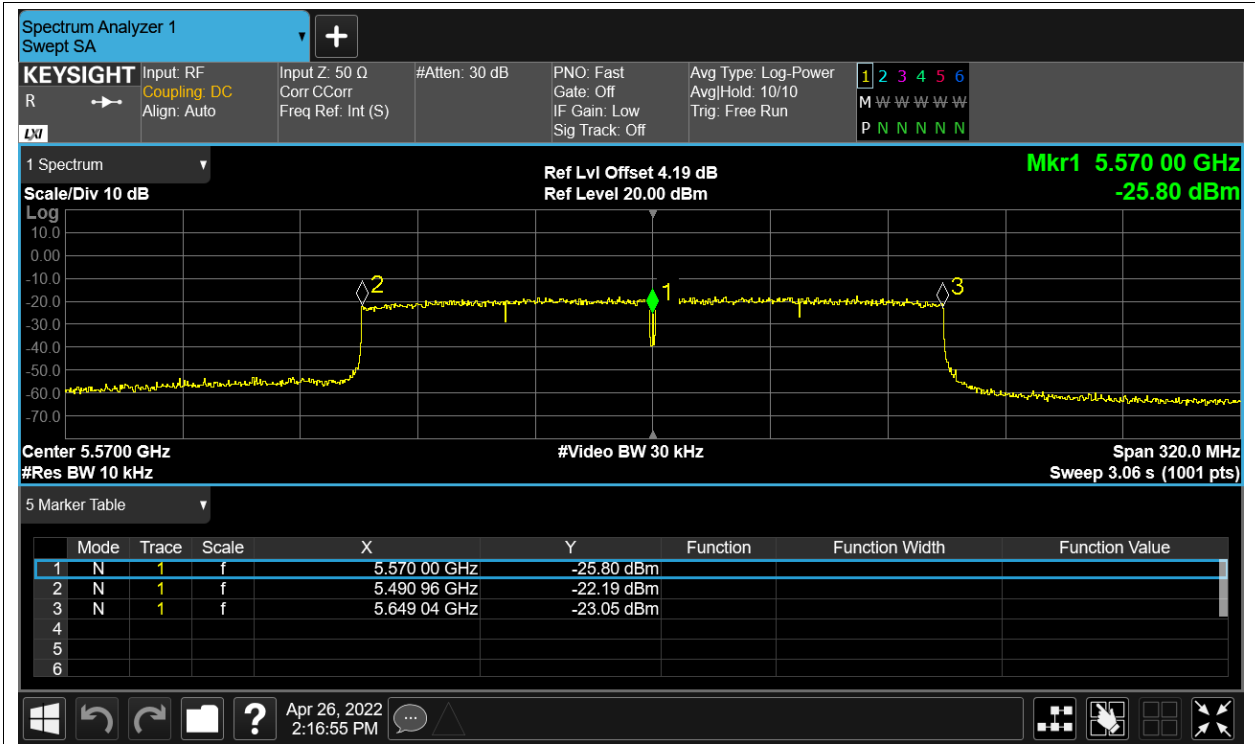 Spectrum Analyzer 1
Swept SA
+
KEYSIGHT
R
LXI
Input: RF
Coupling: DC
Align: Auto
Input Z: 50 Ω
Corr CCorr
Freq Ref: Int (S)
#Atten: 30 dB
PNO: Fast
Gate: Off
IF Gain: Low
Sig Track: Off
Avg Type: Log-Power
Avg|Hold: 10/10
Trig: Free Run
1 2 3 4 5 6
M W W W W W
P N N N N N
1 Spectrum
Scale/Div 10 dB
Ref Lvl Offset 4.19 dB
Ref Level 20.00 dBm
Mkr1 5.570 00 GHz
-25.80 dBm
Log
10.0
0.00
-10.0
-20.0
-30.0
-40.0
-50.0
-60.0
-70.0
2
1
3
Center 5.5700 GHz
#Video BW 30 kHz
Span 320.0 MHz
#Res BW 10 kHz
Sweep 3.06 s (1001 pts)
5 Marker Table
Mode Trace Scale X Y Function Function Width Function Value
1 N 1 f 5.570 00 GHz -25.80 dBm
2 N 1 f 5.490 96 GHz -22.19 dBm
3 N 1 f 5.649 04 GHz -23.05 dBm
4
5
6
?
Apr 26, 2022
2:16:55 PM